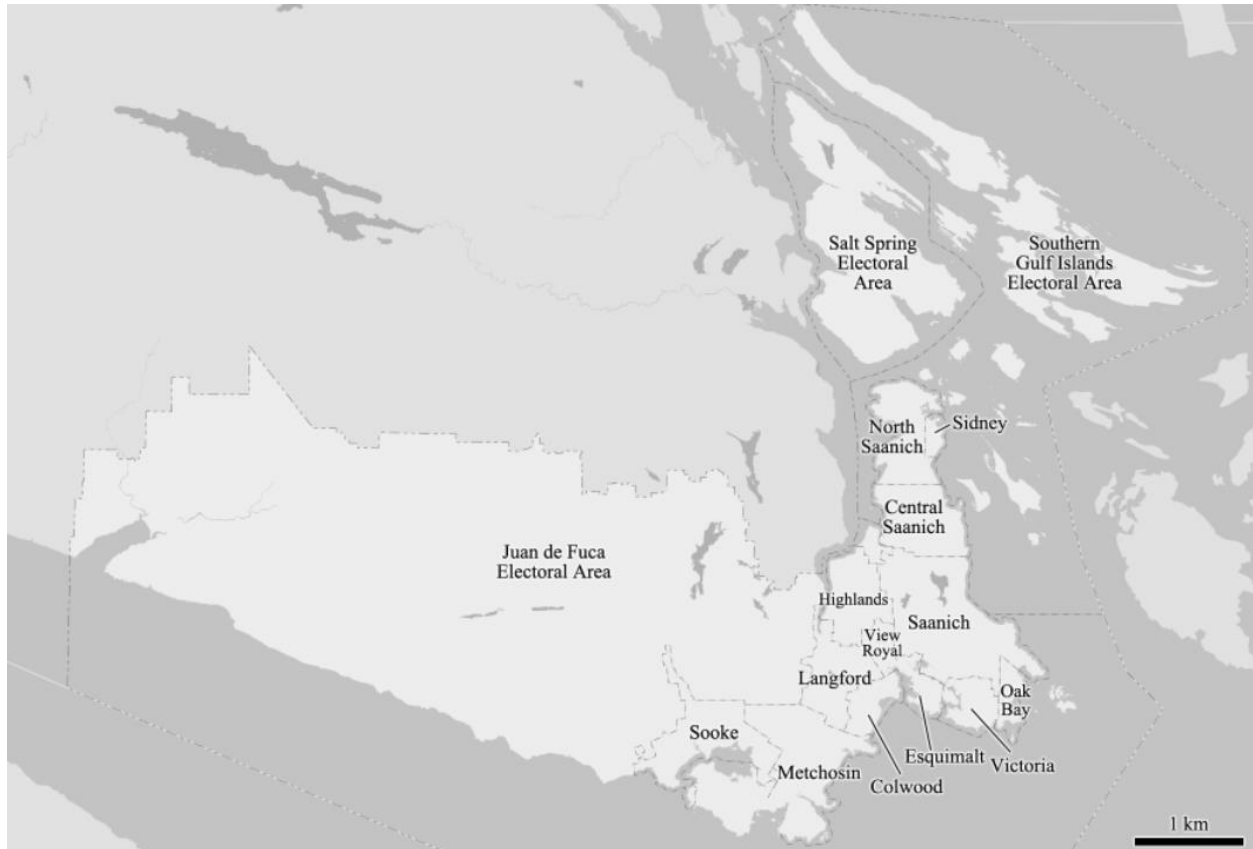 Salt Spring
Electoral
Area
Southern
Gulf Islands
Electoral Area
North
Saanich
Sidney
Central
Saanich
Juan de Fuca
Electoral Area
Highlands
Saanich
View
Royal
Langford
Oak
Bay
Sooke
Metchosin
Colwood
Esquimalt
Victoria
1 km